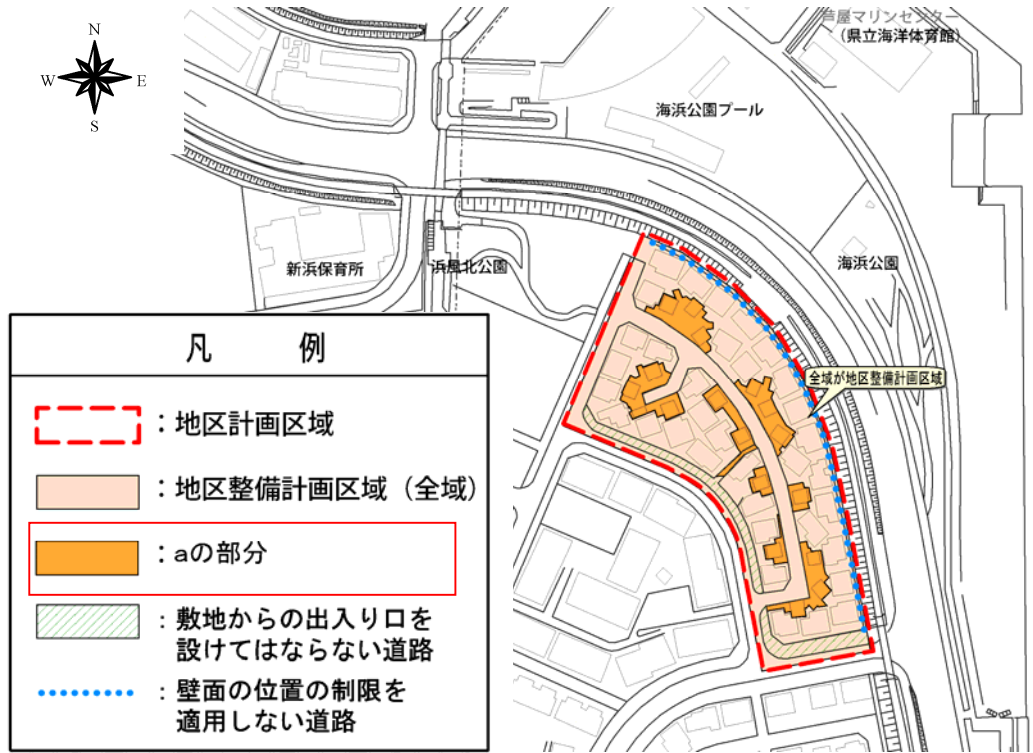 芦屋マリンセンター
（県立海洋体育館）
N
W E
S
海浜公園プール
新浜保育所
浜風北公園
海浜公園
全域が地区整備計画区域
凡 例
：地区計画区域
：地区整備計画区域（全域）
：aの部分
：敷地からの出入り口を
設けてはならない道路
：壁面の位置の制限を
適用しない道路